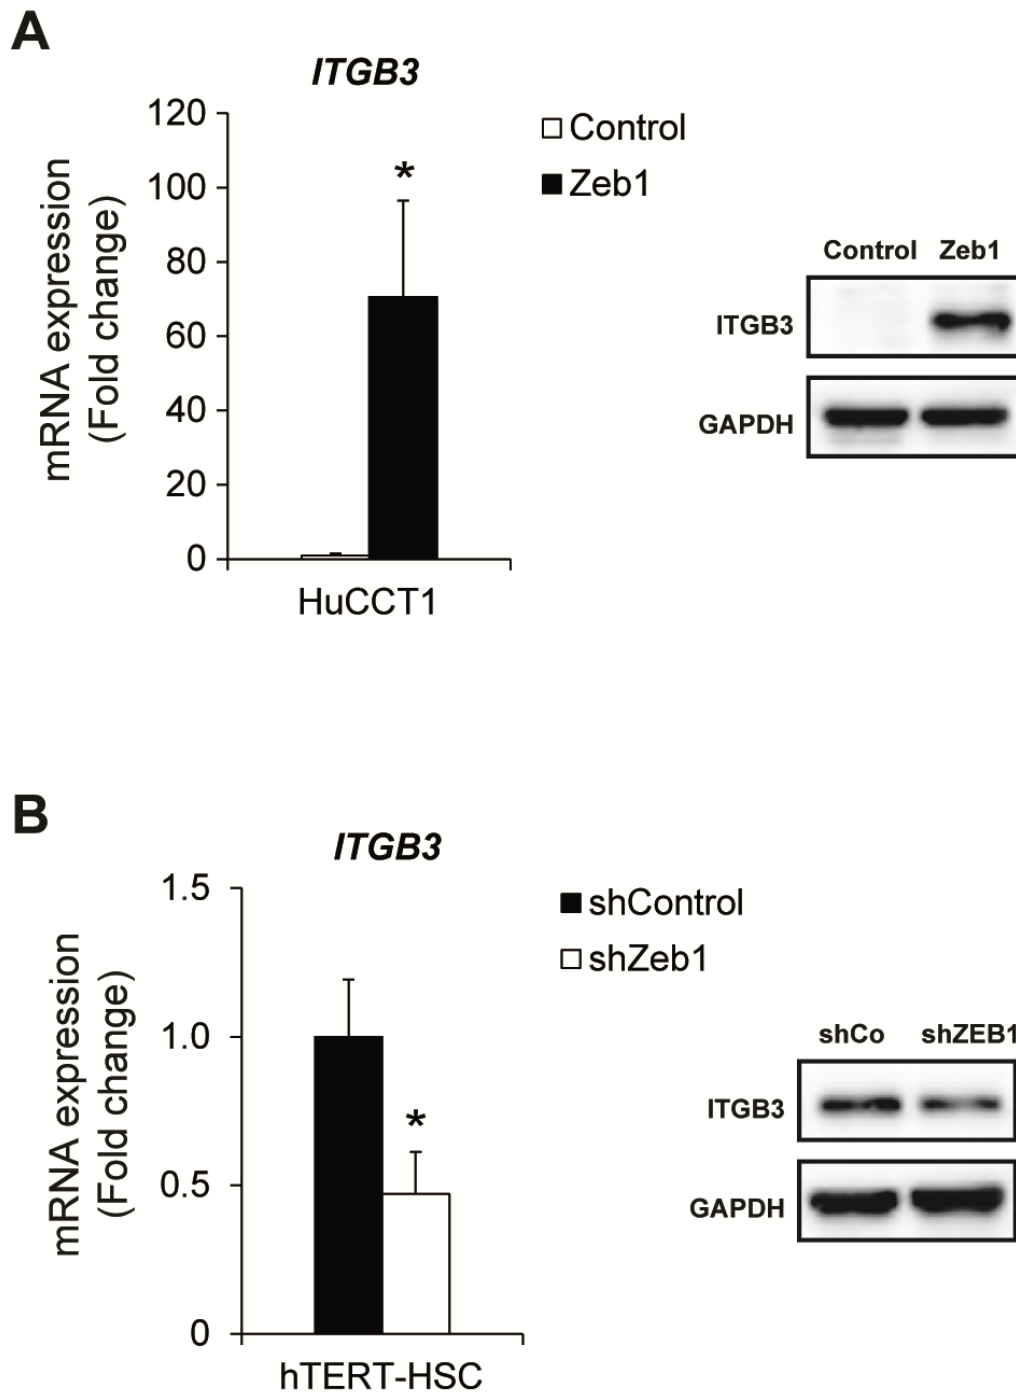 A
ITGB3
120
100
80
60
40
20
0
mRNA expression
(Fold change)
*
HuCCT1
Control
Zeb1
Control Zeb1
ITGB3
GAPDH
B
ITGB3
1.5
1.0
0.5
0
mRNA expression
(Fold change)
*
hTERT-HSC
shControl
shZeb1
shCo shZEB1
ITGB3
GAPDH